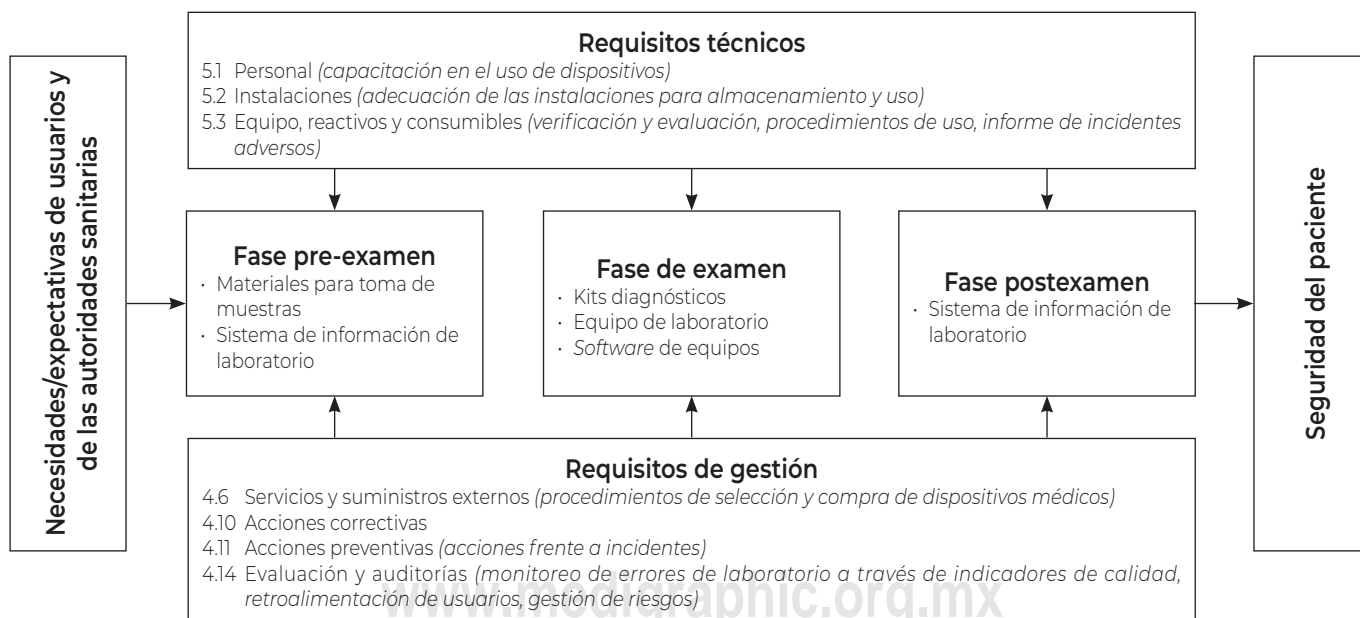 Necesidades/expectativas de usuarios y
de las autoridades sanitarias
Requisitos técnicos
5.1 Personal (capacitación en el uso de dispositivos)
5.2 Instalaciones (adecuación de las instalaciones para almacenamiento y uso)
5.3 Equipo, reactivos y consumibles (verificación y evaluación, procedimientos de uso, informe de incidentes
adversos)
Fase pre-examen
· Materiales para toma de
muestras
· Sistema de información de
laboratorio
Fase de examen
· Kits diagnósticos
· Equipo de laboratorio
· Software de equipos
Fase postexamen
· Sistema de información de
laboratorio
Requisitos de gestión
4.6 Servicios y suministros externos (procedimientos de selección y compra de dispositivos médicos)
4.10 Acciones correctivas
4.11 Acciones preventivas (acciones frente a incidentes)
4.14 Evaluación y auditorías (monitoreo de errores de laboratorio a través de indicadores de calidad,
retroalimentación de usuarios, gestión de riesgos)
www.medigraphic.org.mx
Seguridad del paciente